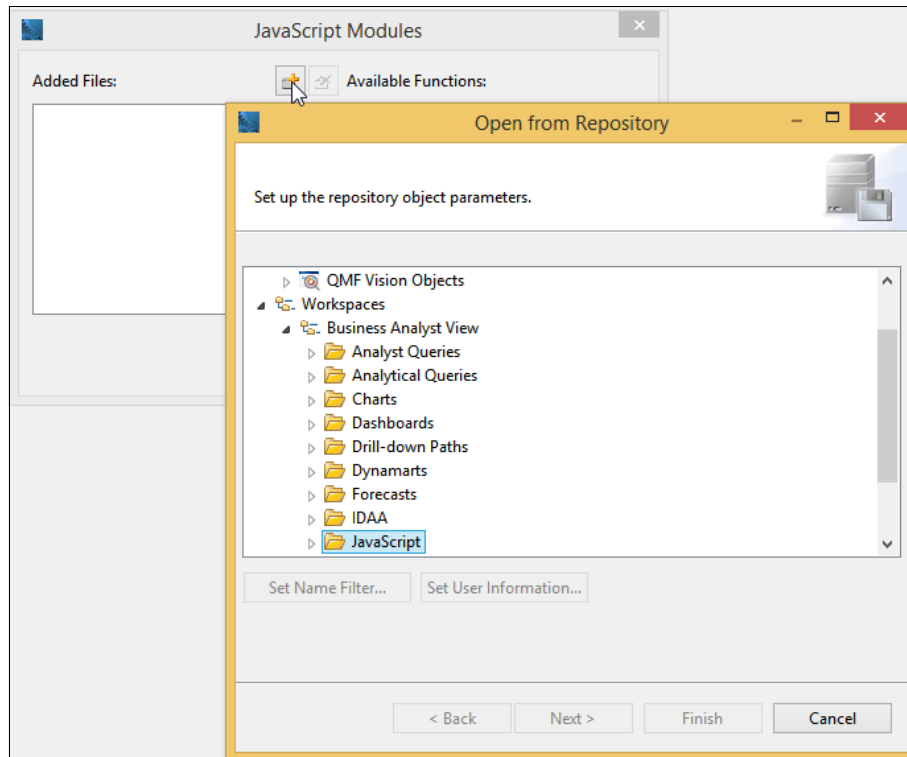 JavaScript Modules
Added Files:
Available Functions:
Open from Repository
Set up the repository object parameters.
QMF Vision Objects
Workspaces
Business Analyst View
Analyst Queries
Analytical Queries
Charts
Dashboards
Drill-down Paths
Dynamarts
Forecasts
IDAA
JavaScript
Set Name Filter...
Set User Information...
< Back
Next >
Finish
Cancel